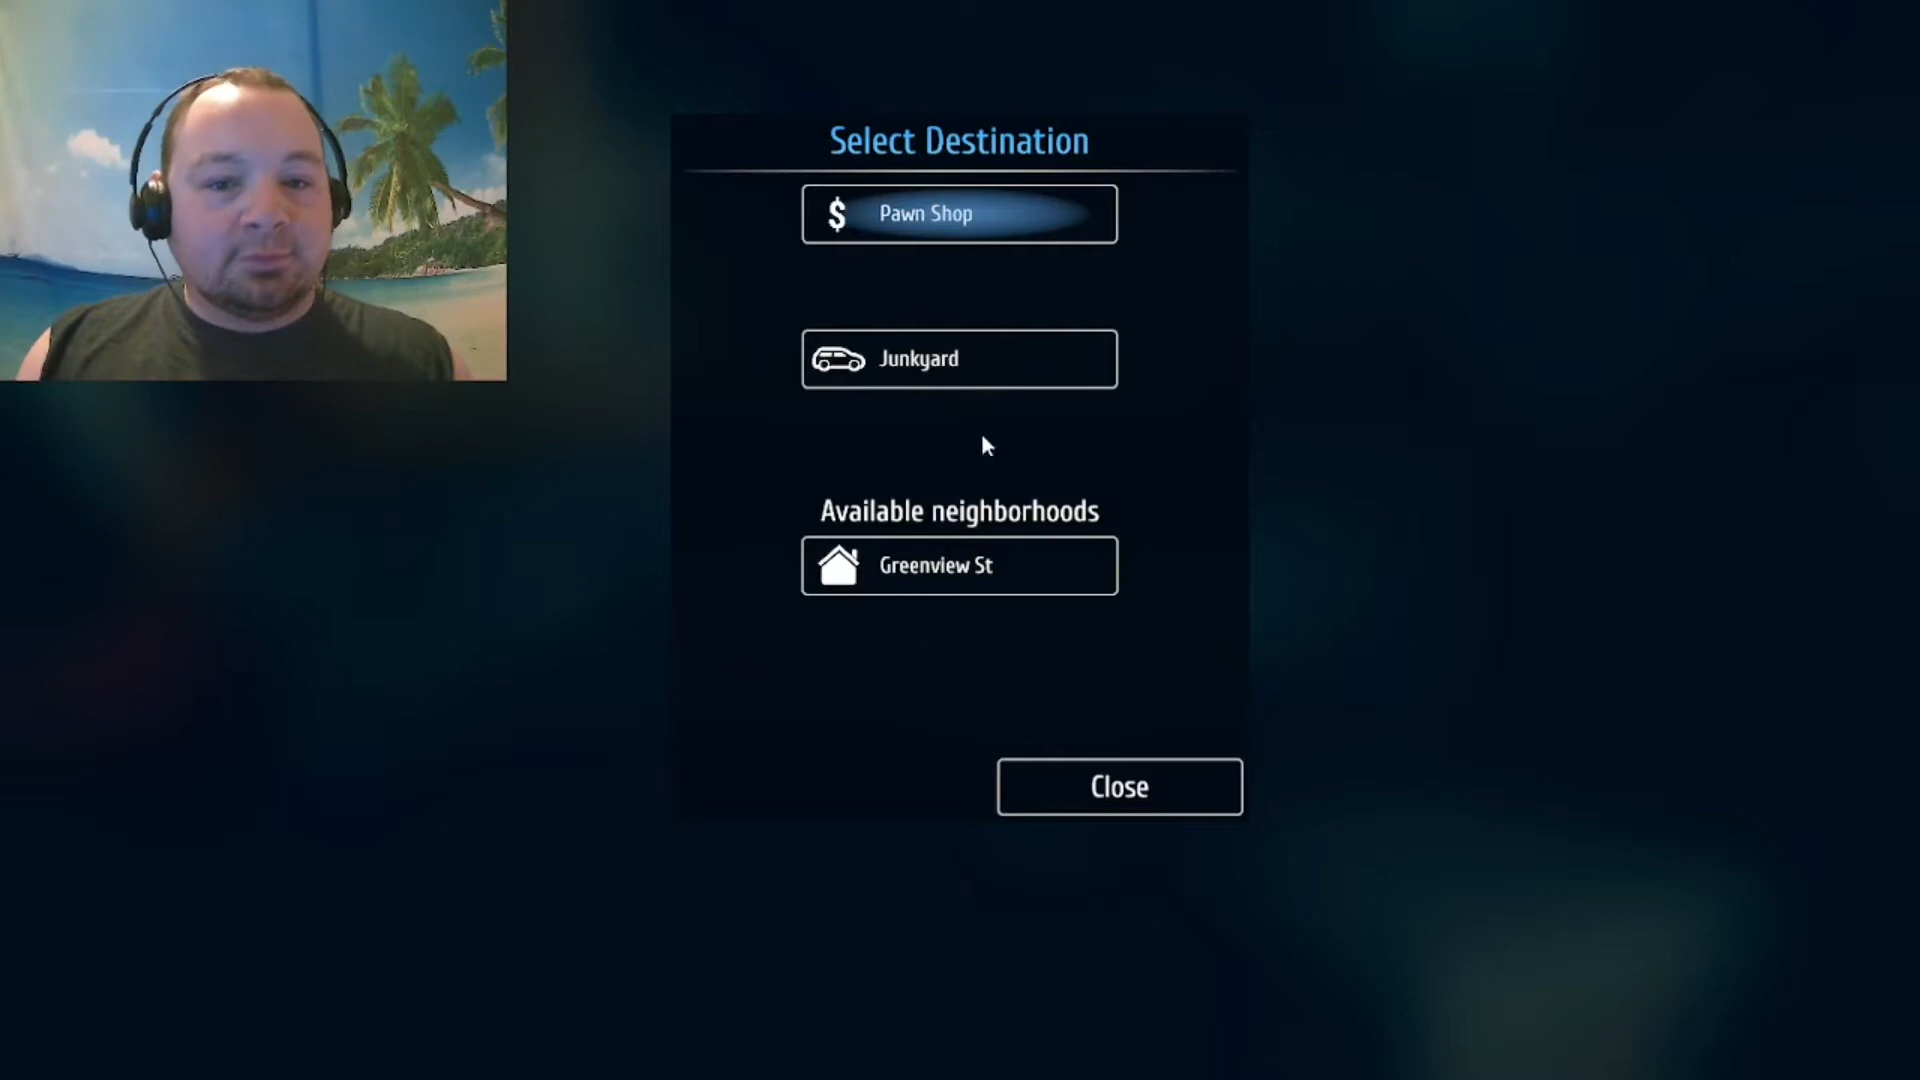 Select Destination
$ Pawn Shop
Junkyard
Available neighborhoods
Greenview St
Close